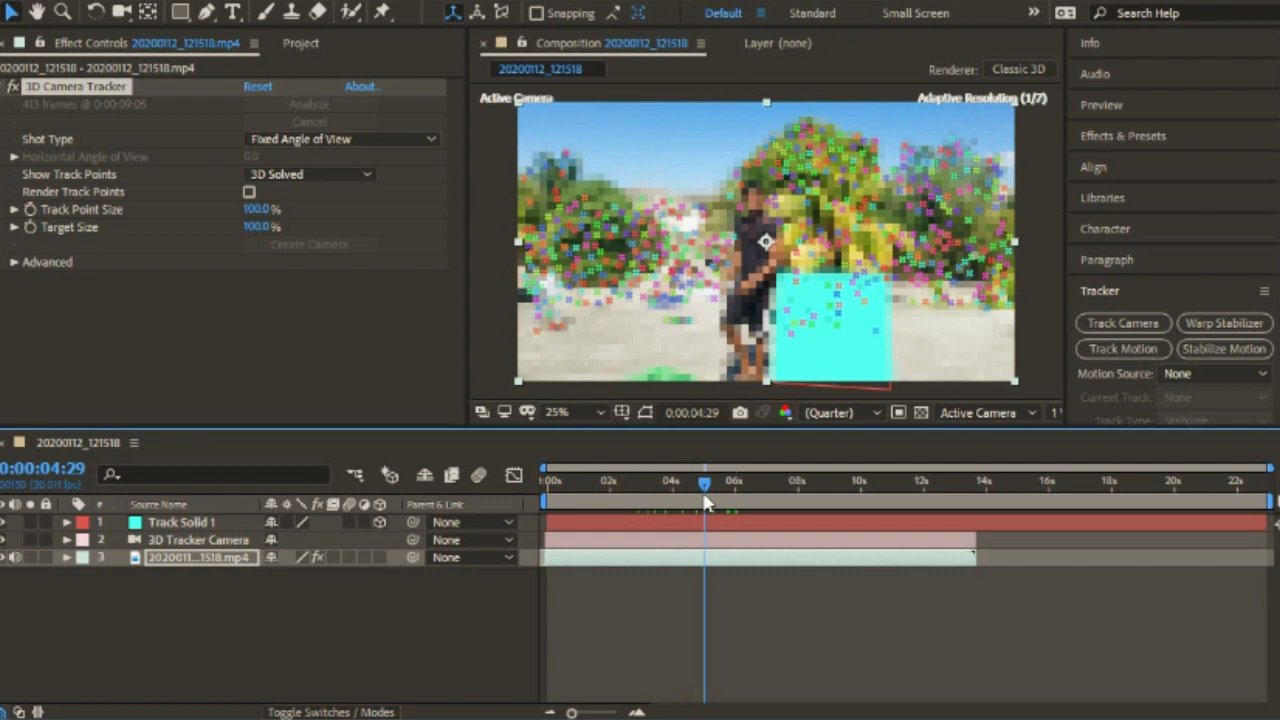 Snapping
Default
Standard
Small Screen
Search Help
Effect Controls 20200112_121518.mp4
Project
Composition 20200112_121518
Layer (none)
Info
0200112_121518 - 20200112_121518.mp4
20200112_121518
Renderer:
Classic 3D
Audio
fx 3D Camera Tracker
Reset
About...
Active Camera
Adaptive Resolution (1/7)
413 frames @ 0:00:09:05
Analyze
Preview
Cancel
Shot Type
Fixed Angle of View
Effects & Presets
Horizontal Angle of View
0.0
Show Track Points
3D Solved
Align
Render Track Points
Libraries
Track Point Size
100.0%
Target Size
100.0%
Character
Create Camera
Advanced
Paragraph
Tracker
Track Camera
Warp Stabilizer
Track Motion
Stabilize Motion
Motion Source: None
Current Track: None
Track Type: Stabilize
25%
0:00:04:29
(Quarter)
Active Camera
1
20200112_121518
0:00:04:29
00150 (30.011 fps)
:00s
02s
04s
06s
08s
10s
12s
14s
16s
18s
20s
22s
#
Source Name
fx
Parent & Link
1
Track Solid 1
None
2
3D Tracker Camera
None
3
2020011...1518.mp4
fx
None
Toggle Switches / Modes